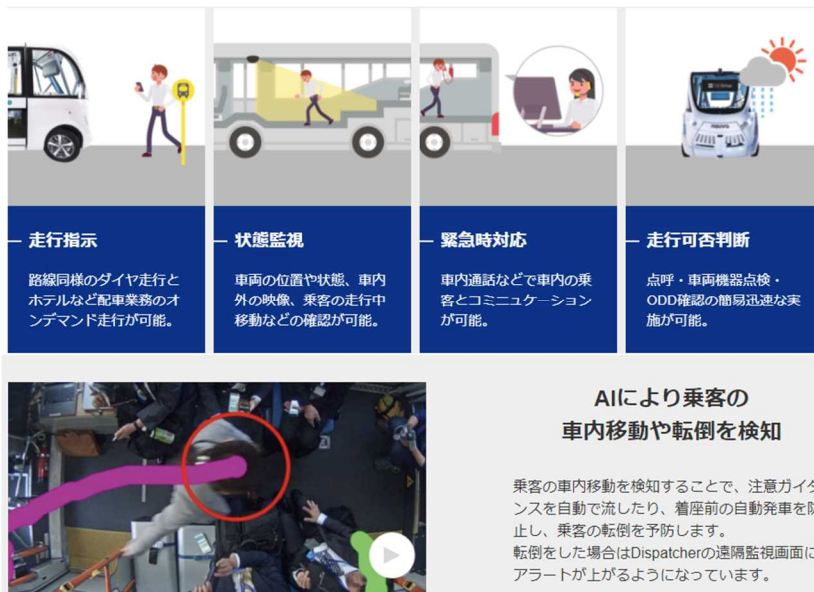 走行指示
路線同様のダイヤ走行と
ホテルなど配車業務のオ
ンデマンド走行が可能。
状態監視
車両の位置や状態、車内
外の映像、乗客の走行中
移動などの確認が可能。
緊急時対応
車内通話などで車内の乗
客とコミニュケーション
が可能。
走行可否判断
点呼・車両機器点検・
ODD確認の簡易迅速な実
施が可能。
AIにより乗客の
車内移動や転倒を検知
乗客の車内移動を検知することで、注意ガイダ
ンスを自動で流したり、着座前の自動発車を防
止し、乗客の転倒を予防します。
転倒をした場合はDispatcherの遠隔監視画面に
アラートが上がるようになっています。